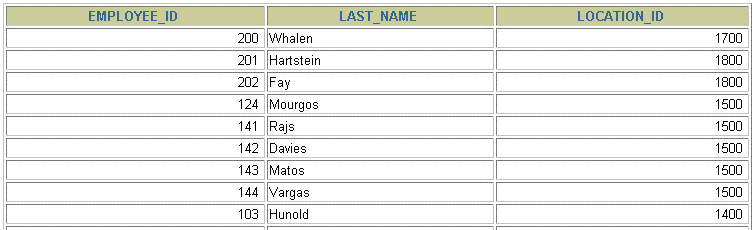 EMPLOYEE_ID LAST_NAME LOCATION_ID
200 Whalen 1700
201 Hartstein 1800
202 Fay 1800
124 Mourgos 1500
141 Rajs 1500
142 Davies 1500
143 Matos 1500
144 Vargas 1500
103 Hunold 1400